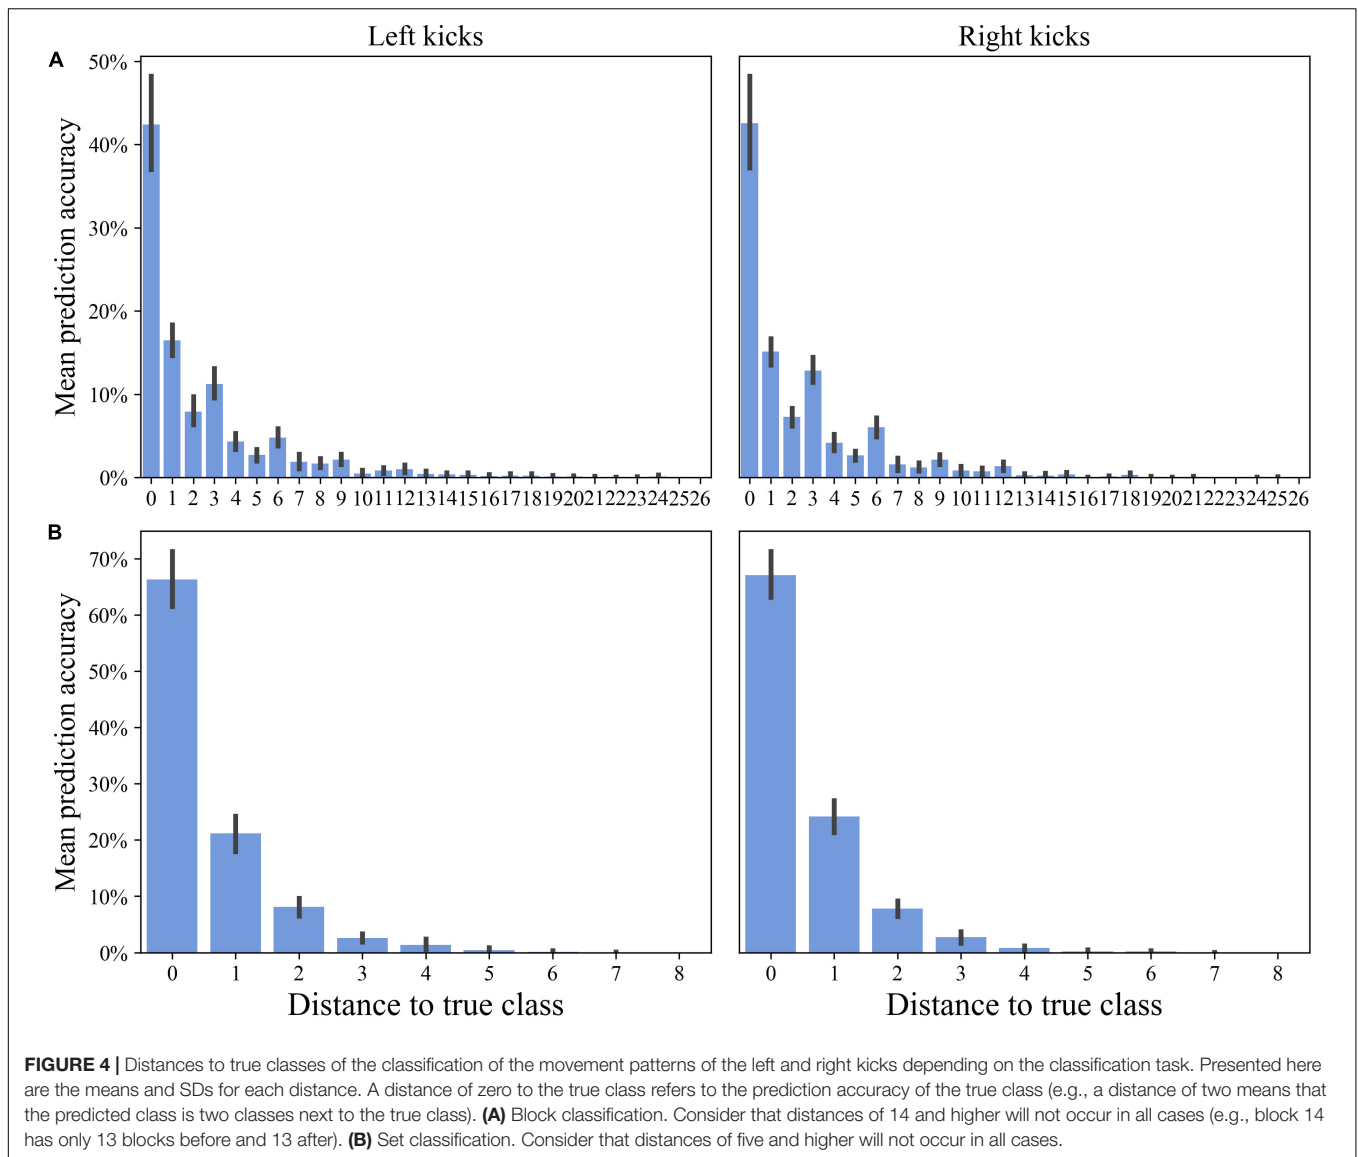 Left kicks
Right kicks
A
Mean prediction accuracy
50%
40%
30%
20%
10%
0%
0 1 2 3 4 5 6 7 8 9 10 11 12 13 14 15 16 17 18 19 20 21 22 23 24 25 26
0 1 2 3 4 5 6 7 8 9 10 11 12 13 14 15 16 17 18 19 20 21 22 23 24 25 26
B
Mean prediction accuracy
70%
60%
50%
40%
30%
20%
10%
0%
0 1 2 3 4 5 6 7 8
0 1 2 3 4 5 6 7 8
Distance to true class
Distance to true class
FIGURE 4 | Distances to true classes of the classification of the movement patterns of the left and right kicks depending on the classification task. Presented here
are the means and SDs for each distance. A distance of zero to the true class refers to the prediction accuracy of the true class (e.g., a distance of two means that
the predicted class is two classes next to the true class). (A) Block classification. Consider that distances of 14 and higher will not occur in all cases (e.g., block 14
has only 13 blocks before and 13 after). (B) Set classification. Consider that distances of five and higher will not occur in all cases.